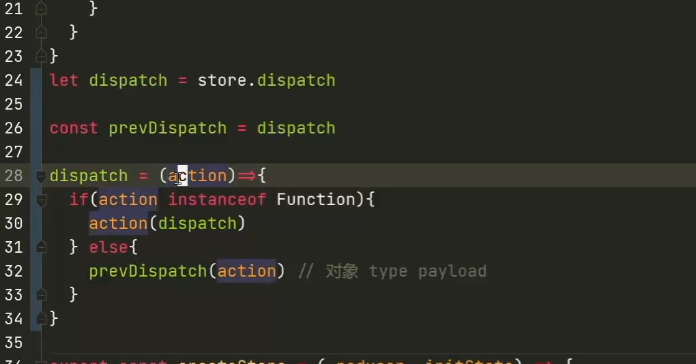 21 }
22 }
23 }
24 let dispatch = store.dispatch
25
26 const prevDispatch = dispatch
27
28 dispatch = (action)=>{
29 if(action instanceof Function){
30 action(dispatch)
31 } else{
32 prevDispatch(action) // 对象 type payload
33 }
34 }
35